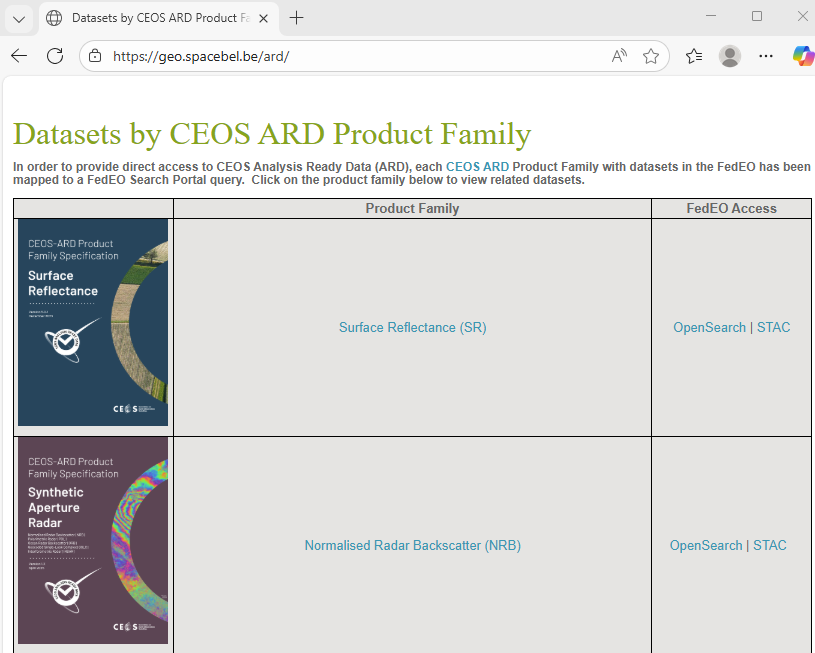 Datasets by CEOS ARD Product Fa
https://geo.spacebel.be/ard/
Datasets by CEOS ARD Product Family
In order to provide direct access to CEOS Analysis Ready Data (ARD), each CEOS ARD Product Family with datasets in the FedEO has been
mapped to a FedEO Search Portal query.  Click on the product family below to view related datasets.
Product Family
FedEO Access
CEOS-ARD Product
Family Specification
Surface
Reflectance
CEOS
Surface Reflectance (SR)
OpenSearch | STAC
CEOS-ARD Product
Family Specification
Synthetic
Aperture
Radar
CEOS
Normalised Radar Backscatter (NRB)
OpenSearch | STAC